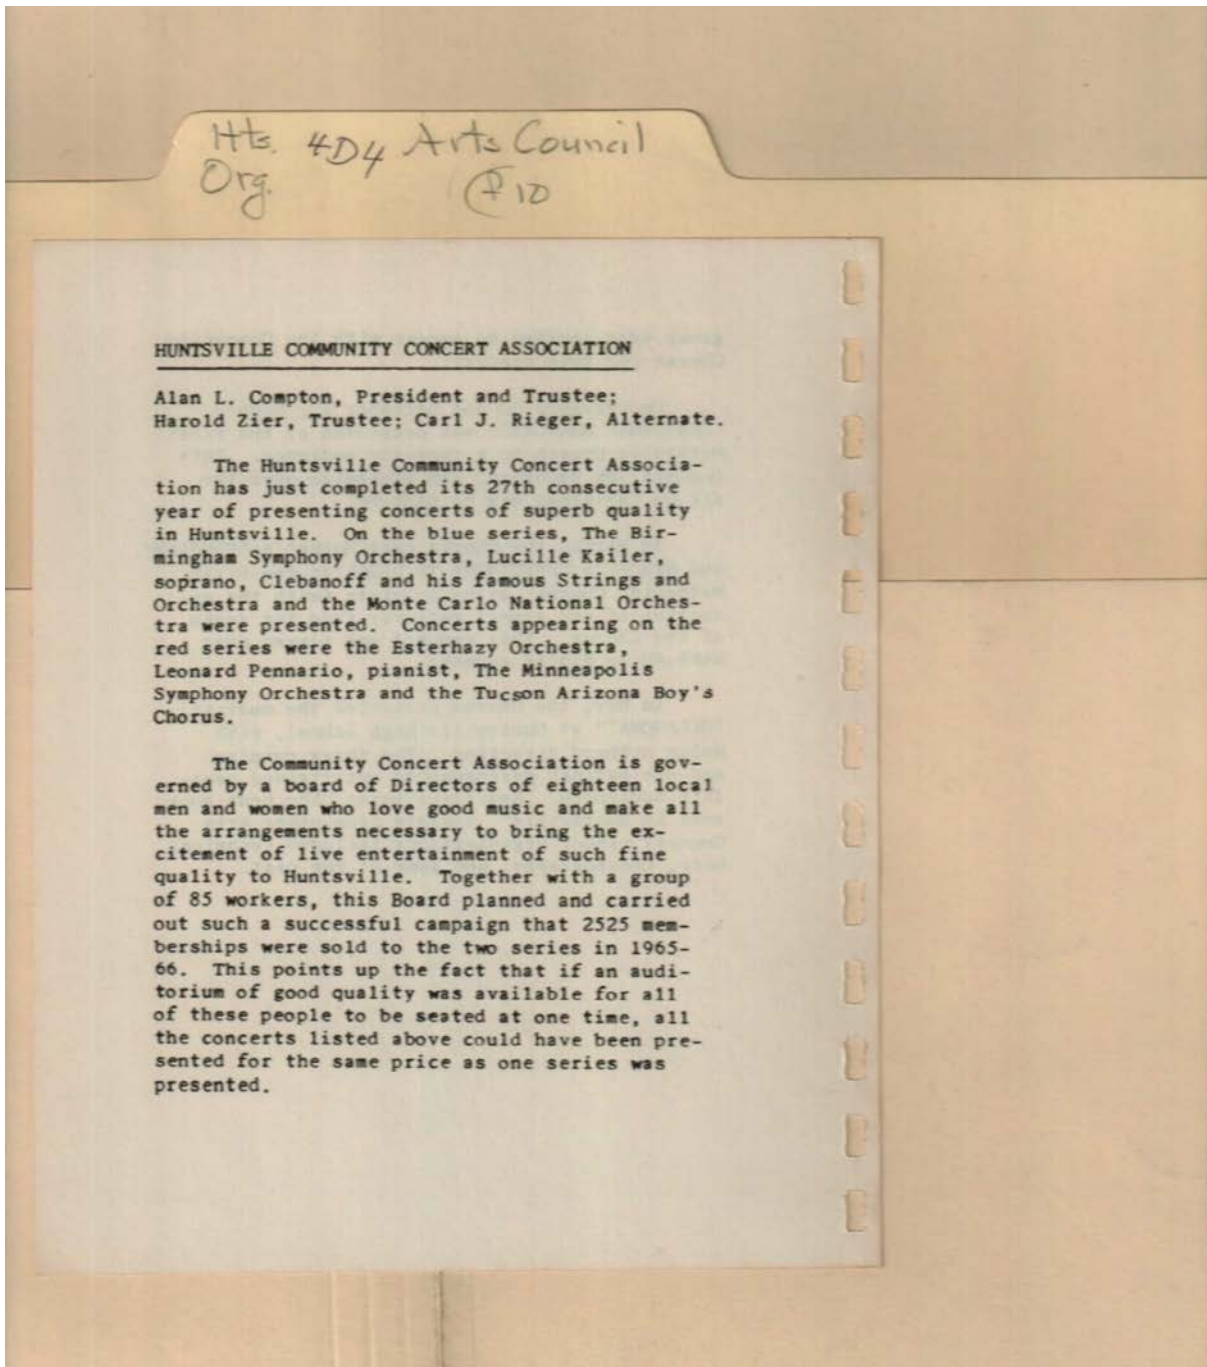 Hts. 4D4 Arts Council
Org. P 10
HUNTSVILLE COMMUNITY CONCERT ASSOCIATION
Alan L. Compton, President and Trustee;
Harold Zier, Trustee; Carl J. Rieger, Alternate.
The Huntsville Community Concert Associa-
tion has just completed its 27th consecutive
year of presenting concerts of superb quality
in Huntsville. On the blue series, The Bir-
mingham Symphony Orchestra, Lucille Kailer,
soprano, Clebanoff and his famous Strings and
Orchestra and the Monte Carlo National Orches-
tra were presented. Concerts appearing on the
red series were the Esterhazy Orchestra,
Leonard Pennario, pianist, The Minneapolis
Symphony Orchestra and the Tucson Arizona Boy's
Chorus.
The Community Concert Association is gov-
erned by a board of Directors of eighteen local
men and women who love good music and make all
the arrangements necessary to bring the ex-
citement of live entertainment of such fine
quality to Huntsville. Together with a group
of 85 workers, this Board planned and carried
out such a successful campaign that 2525 mem-
berships were sold to the two series in 1965-
66. This points up the fact that if an audi-
torium of good quality was available for all
of these people to be seated at one time, all
the concerts listed above could have been pre-
sented for the same price as one series was
presented.